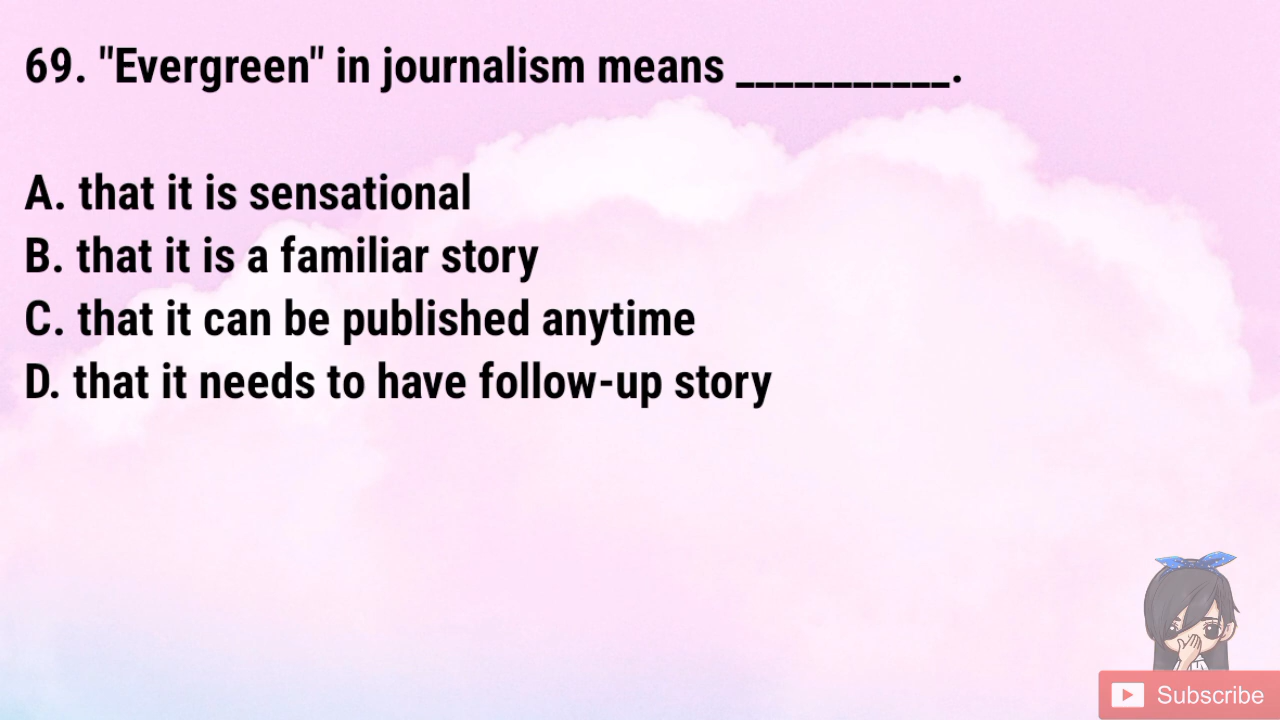 69. "Evergreen" in journalism means ___________.
A. that it is sensational
B. that it is a familiar story
C. that it can be published anytime
D. that it needs to have follow-up story
Subscribe